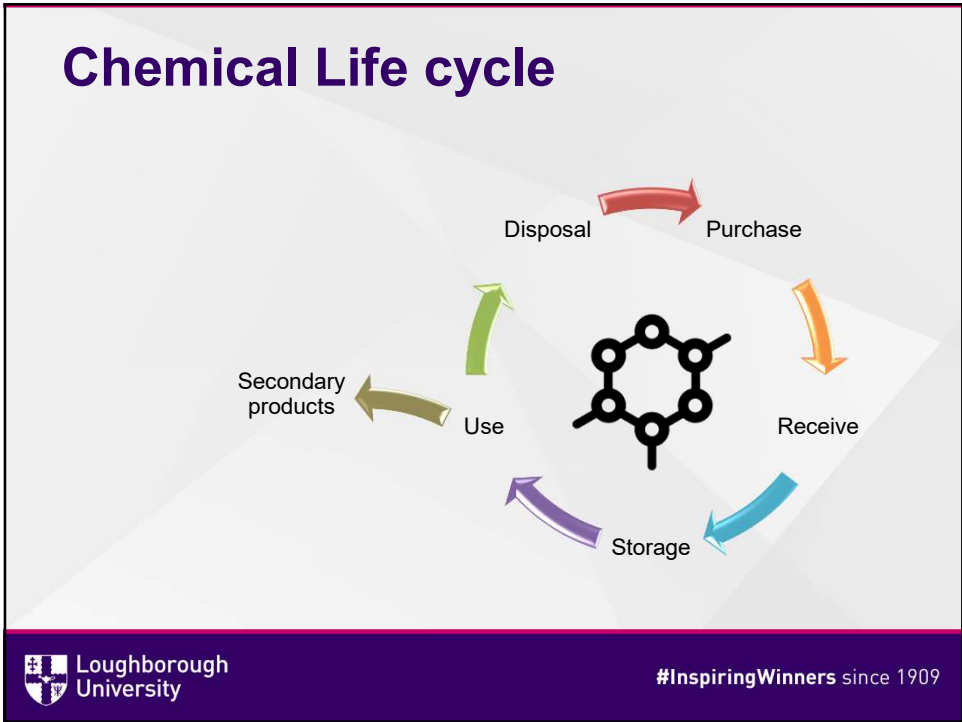 Chemical Life cycle
Disposal
Purchase
Secondary
products
Use
Receive
Storage
Loughborough
University
#InspiringWinners since 1909